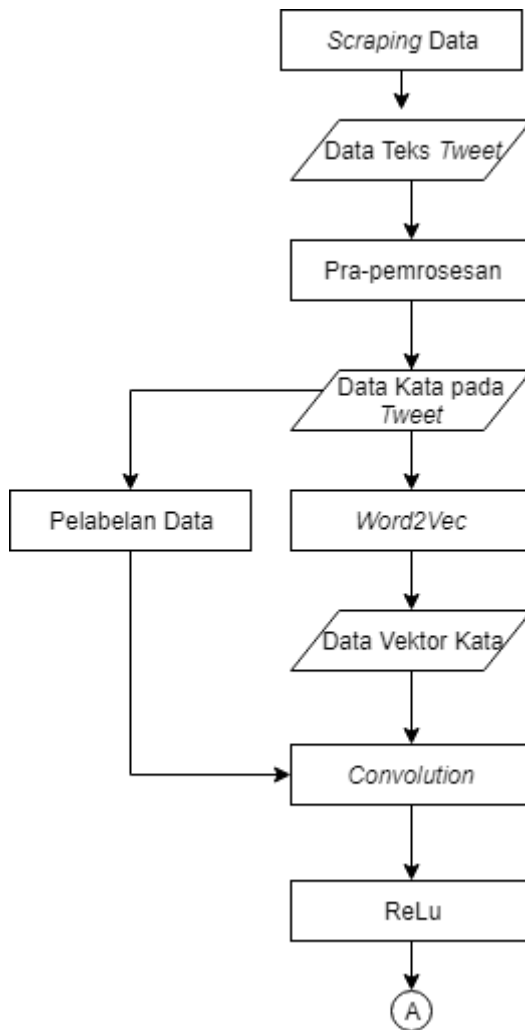 Scraping Data
Data Teks Tweet
Pra-pemrosesan
Data Kata pada
Tweet
Pelabelan Data
Word2Vec
Data Vektor Kata
Convolution
ReLu
A